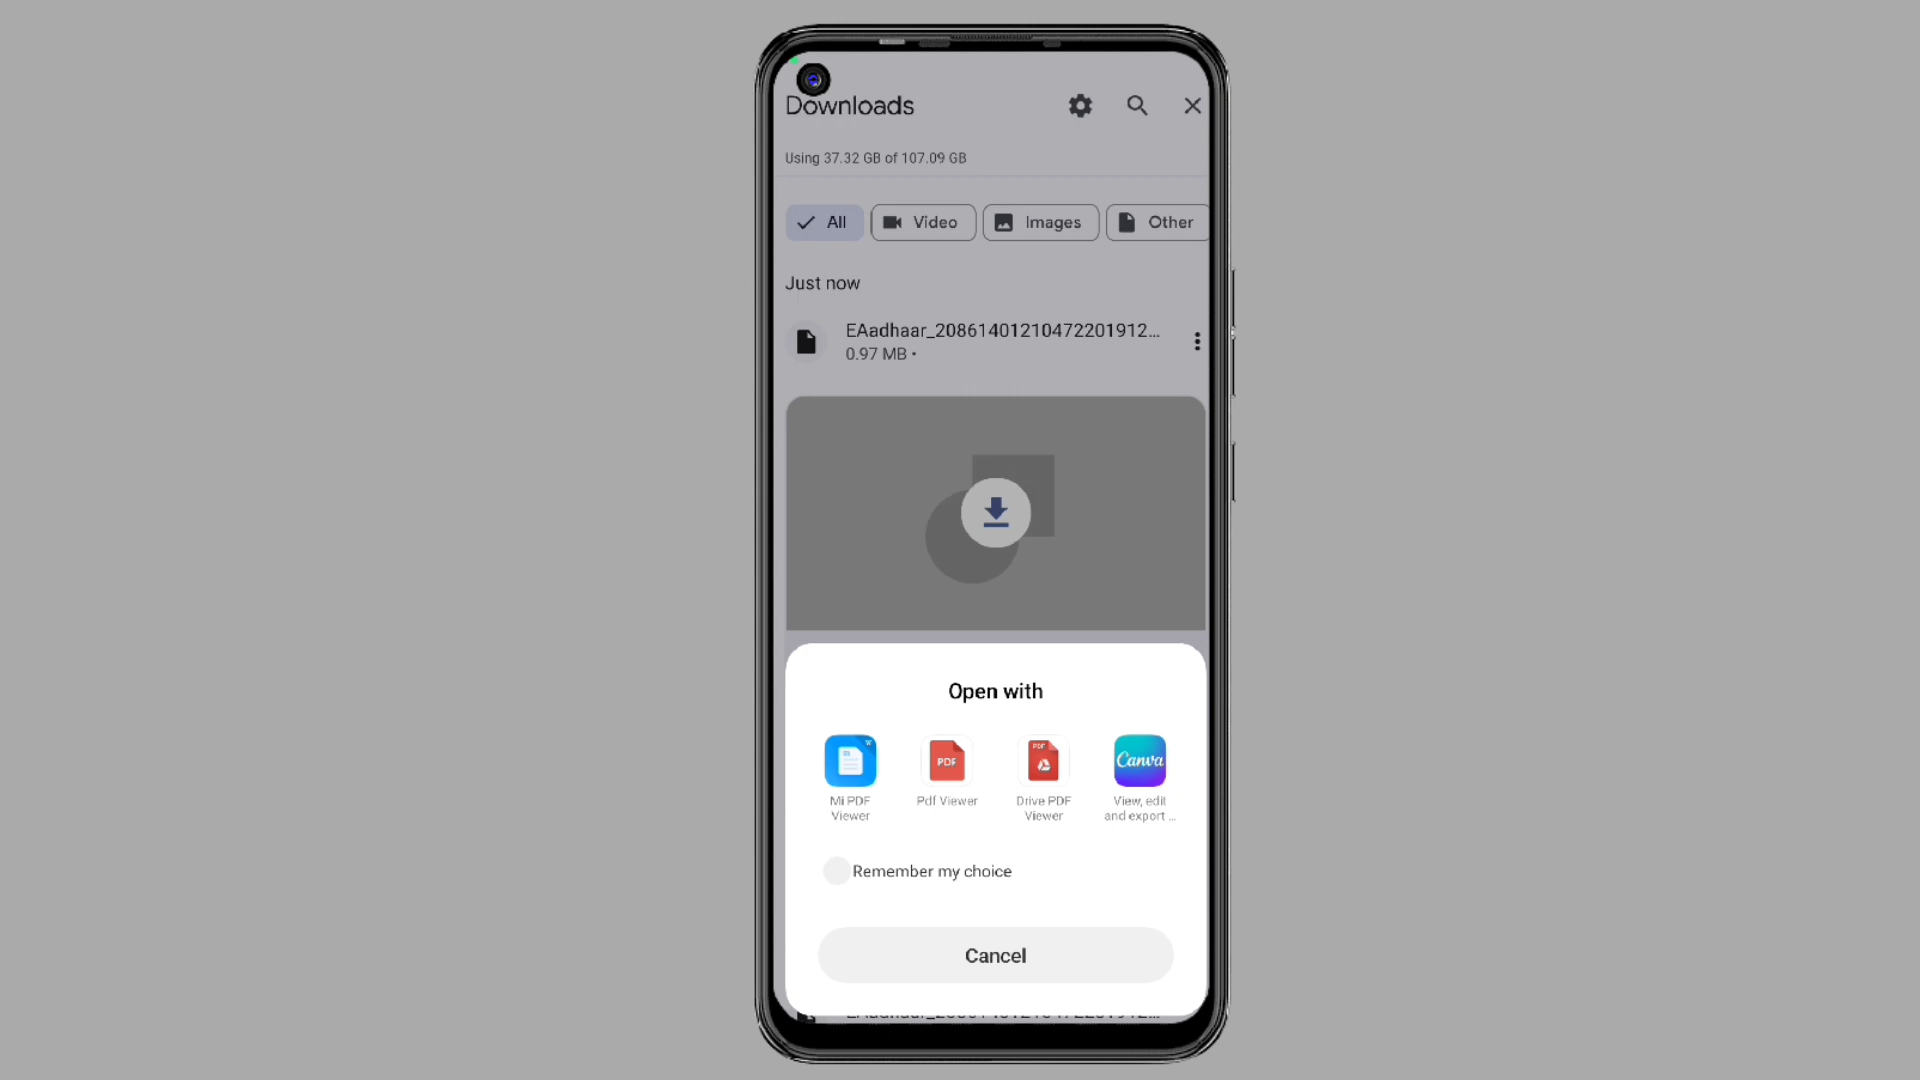 Downloads
Using 37.32 GB of 107.09 GB
All
Video
Images
Other
Just now
EAadhaar_20861401210472201912...
0.97 MB •
Open with
PDF
PDF
Canva
Mi PDF
Viewer
Pdf Viewer
Drive PDF
Viewer
View, edit
and export ...
Remember my choice
Cancel